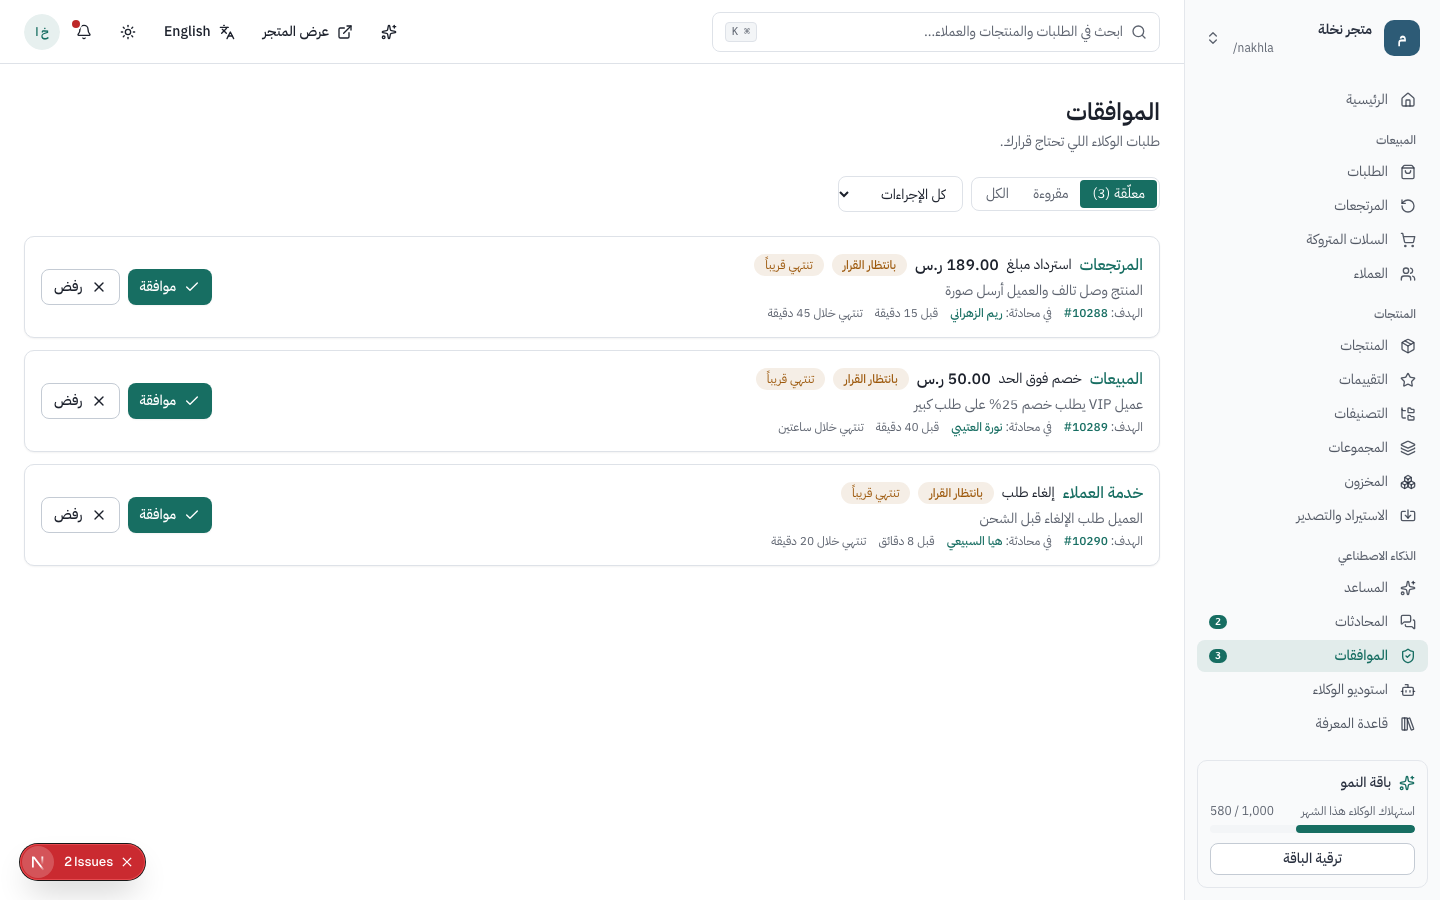 متجر نخلة
/nakhla
ابحث في الطلبات والمنتجات والعملاء...
⌘ K
عرض المتجر
English
خ ا
الرئيسية
المبيعات
الطلبات
المرتجعات
السلات المتروكة
العملاء
المنتجات
المنتجات
التقييمات
التصنيفات
المجموعات
المخزون
الاستيراد والتصدير
الذكاء الاصطناعي
المساعد
المحادثات 2
الموافقات 3
استوديو الوكلاء
قاعدة المعرفة
باقة النمو
استهلاك الوكلاء هذا الشهر 580 / 1,000
ترقية الباقة
الموافقات
طلبات الوكلاء اللي تحتاج قرارك.
معلّقة (3) مقروءة الكل كل الإجراءات
المرتجعات استرداد مبلغ 189.00 ر.س بانتظار القرار تنتهي قريباً
المنتج وصل تالف والعميل أرسل صورة
الهدف: #10288 في محادثة: ريم الزهراني قبل 15 دقيقة تنتهي خلال 45 دقيقة
موافقة رفض
المبيعات خصم فوق الحد 50.00 ر.س بانتظار القرار تنتهي قريباً
عميل VIP يطلب خصم 25% على طلب كبير
الهدف: #10289 في محادثة: نورة العتيبي قبل 40 دقيقة تنتهي خلال ساعتين
موافقة رفض
خدمة العملاء إلغاء طلب بانتظار القرار تنتهي قريباً
العميل طلب الإلغاء قبل الشحن
الهدف: #10290 في محادثة: هيا السبيعي قبل 8 دقائق تنتهي خلال 20 دقيقة
موافقة رفض
N 2 Issues